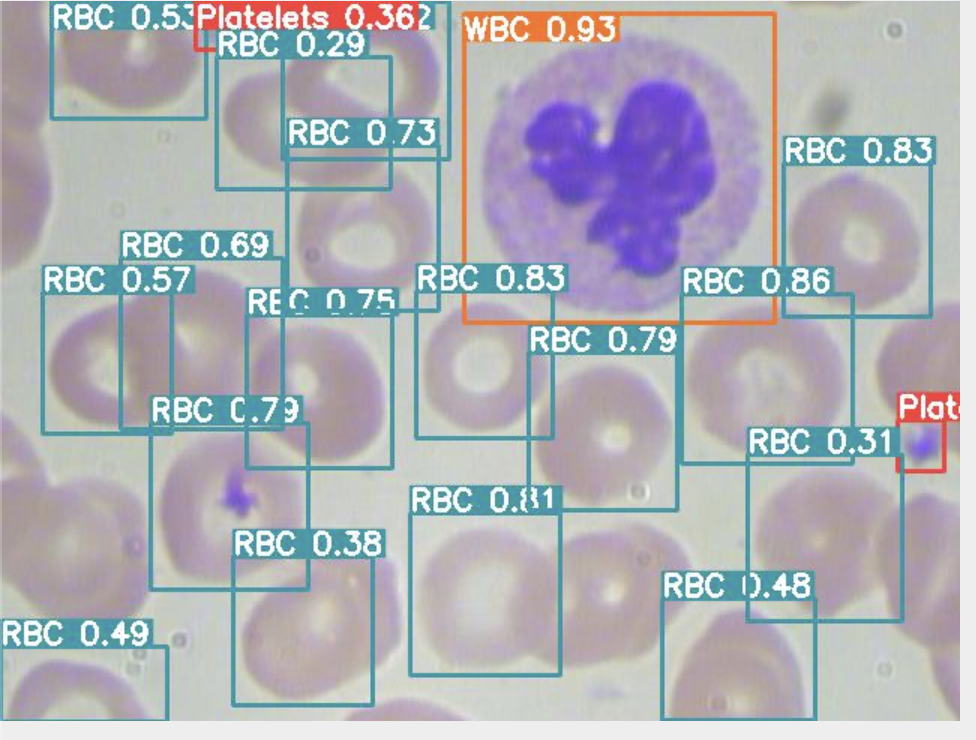 RBC 0.53
Platelets 0.36
RBC 0.29
WBC 0.93
RBC 0.73
RBC 0.83
RBC 0.69
RBC 0.57
RBC 0.75
RBC 0.83
RBC 0.86
RBC 0.79
RBC 0.79
Plat
RBC 0.31
RBC 0.81
RBC 0.38
RBC 0.48
RBC 0.49